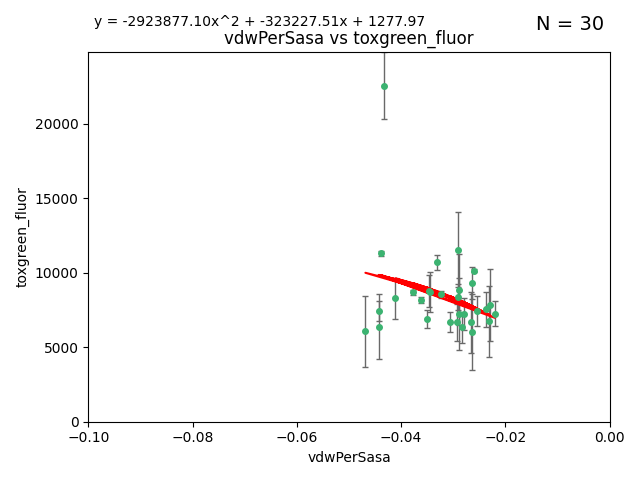 y = -2923877.10x^2 + -323227.51x + 1277.97
N = 30
vdwPerSasa vs toxgreen_fluor
toxgreen_fluor
20000
15000
10000
5000
0
−0.10
−0.08
−0.06
−0.04
−0.02
0.00
vdwPerSasa